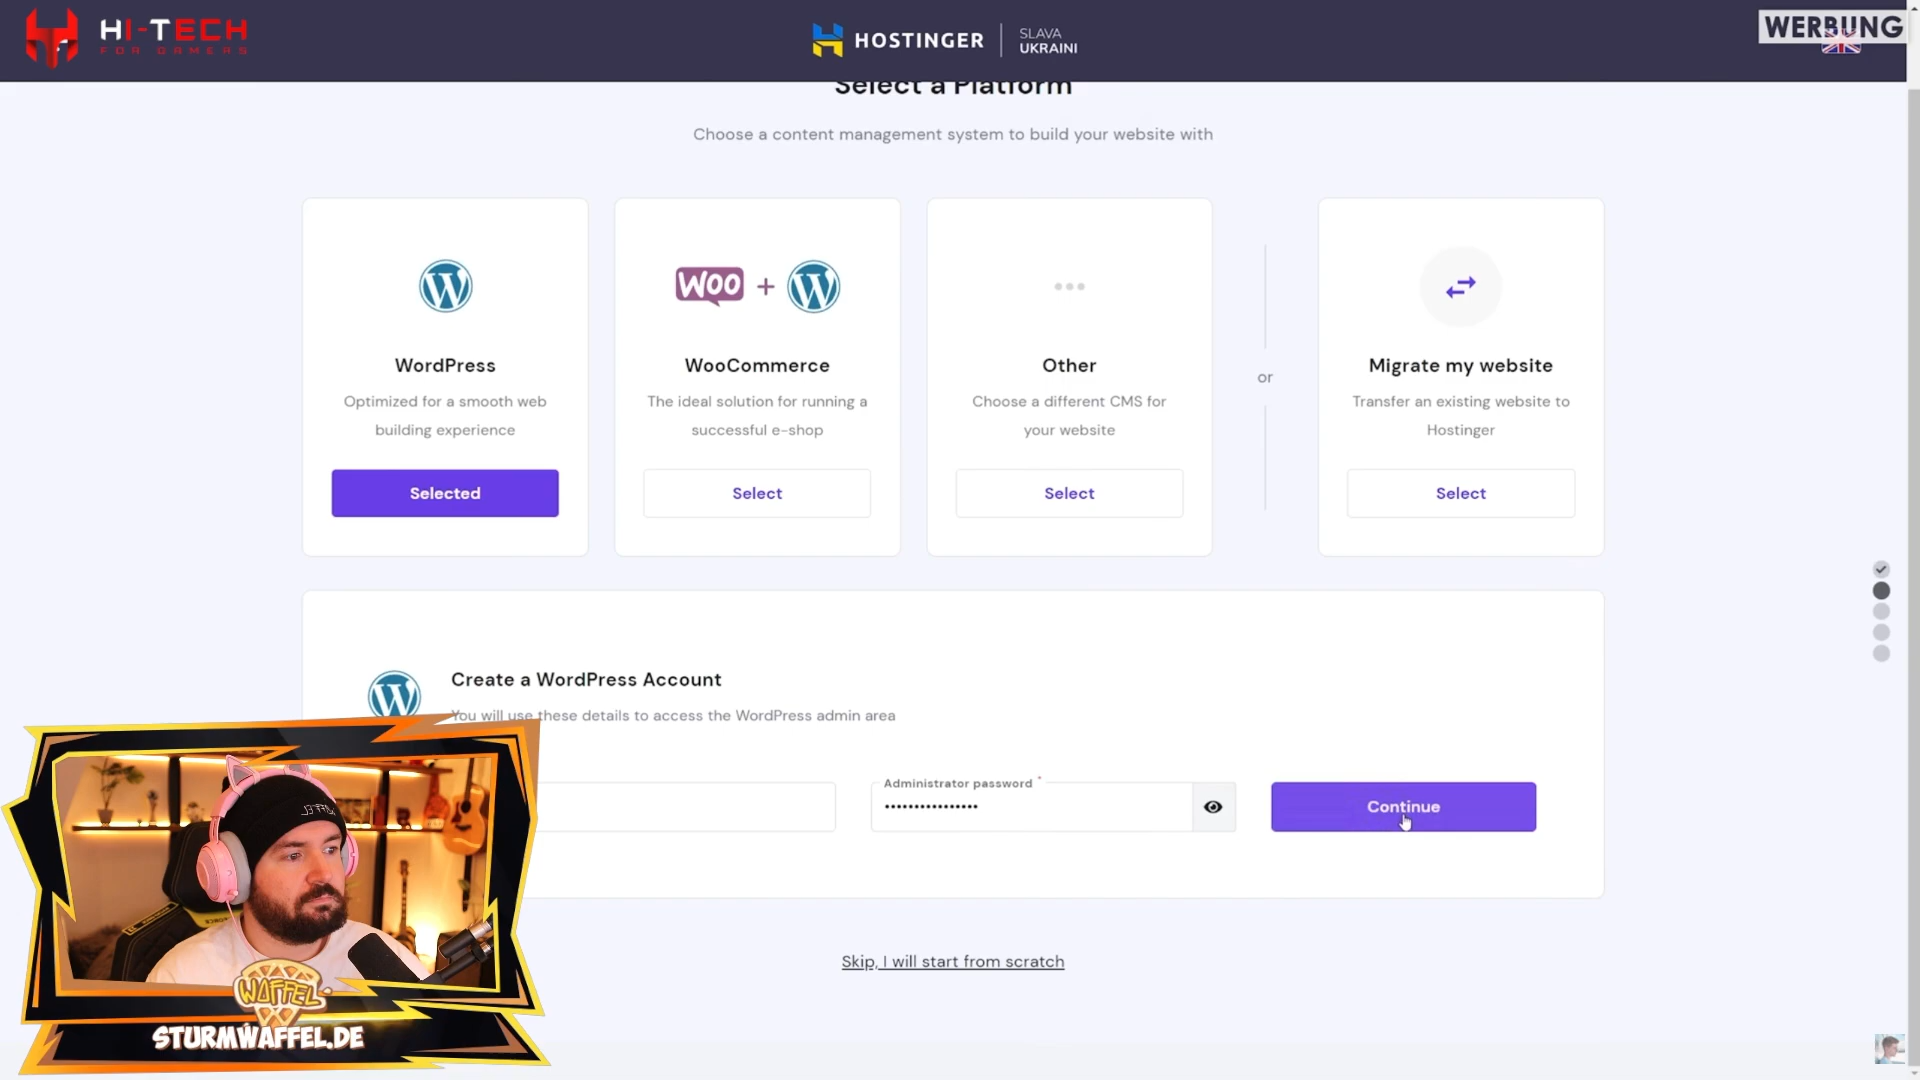 HI-TECH
FOR GAMERS
HOSTINGER
SLAVA
UKRAINI
WERBUNG
Select a Platform
Choose a content management system to build your website with
WordPress
Optimized for a smooth web
building experience
Selected
WOO + W
WooCommerce
The ideal solution for running a
successful e-shop
Select
Other
Choose a different CMS for
your website
Select
or
Migrate my website
Transfer an existing website to
Hostinger
Select
Create a WordPress Account
You will use these details to access the WordPress admin area
Administrator password *
••••••••••••••••
Continue
Skip, I will start from scratch
WAFFEL
STURMWAFFEL.DE